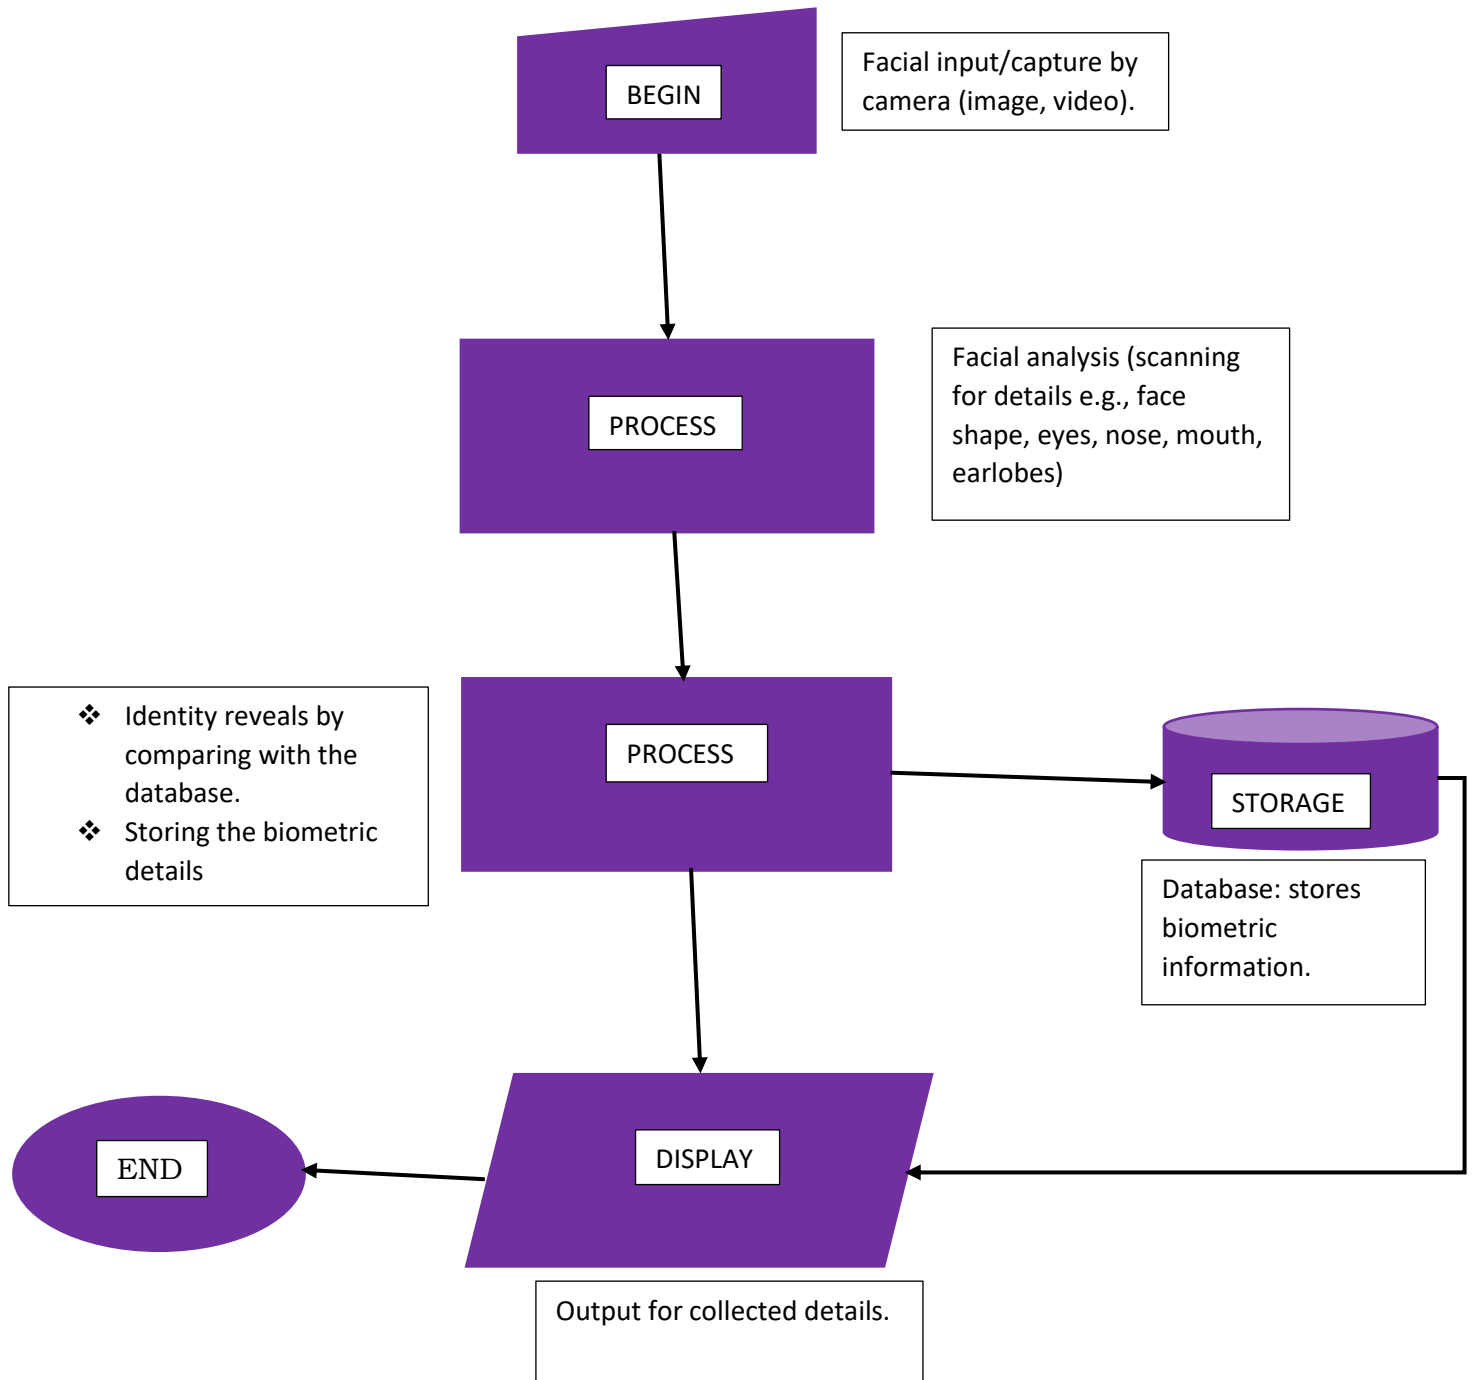 BEGIN
Facial input/capture by
camera (image, video).
PROCESS
Facial analysis (scanning
for details e.g., face
shape, eyes, nose, mouth,
earlobes)
❖ Identity reveals by
comparing with the
database.
❖ Storing the biometric
details
PROCESS
STORAGE
Database: stores
biometric
information.
END
DISPLAY
Output for collected details.